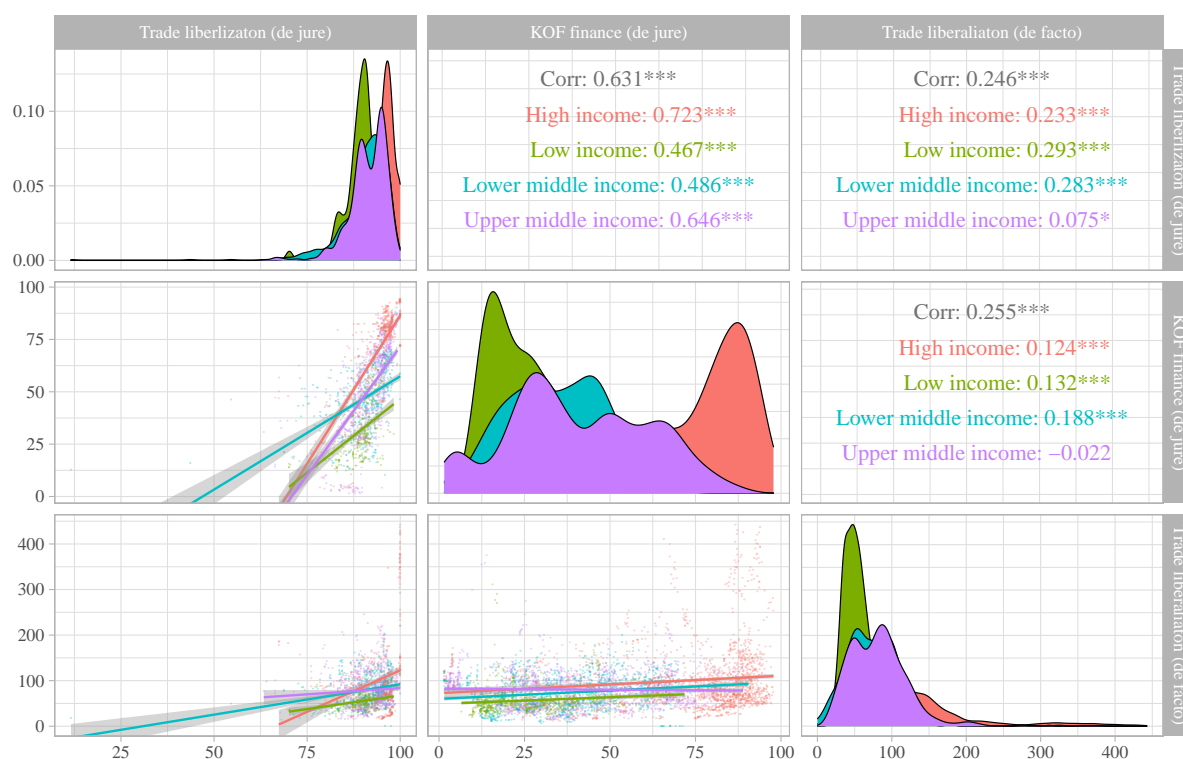 Trade liberlizaton (de jure)
KOF finance (de jure)
Trade liberaliaton (de facto)
0.10
0.05
0.00
Corr: 0.631***
High income: 0.723***
Low income: 0.467***
Lower middle income: 0.486***
Upper middle income: 0.646***
Corr: 0.246***
High income: 0.233***
Low income: 0.293***
Lower middle income: 0.283***
Upper middle income: 0.075*
Trade liberlizaton (de jure)
100
75
50
25
0
Corr: 0.255***
High income: 0.124***
Low income: 0.132***
Lower middle income: 0.188***
Upper middle income: −0.022
KOF finance (de jure)
400
300
200
100
0
Trade liberaliaton (de facto)
25
50
75
100
0
25
50
75
100
0
100
200
300
400